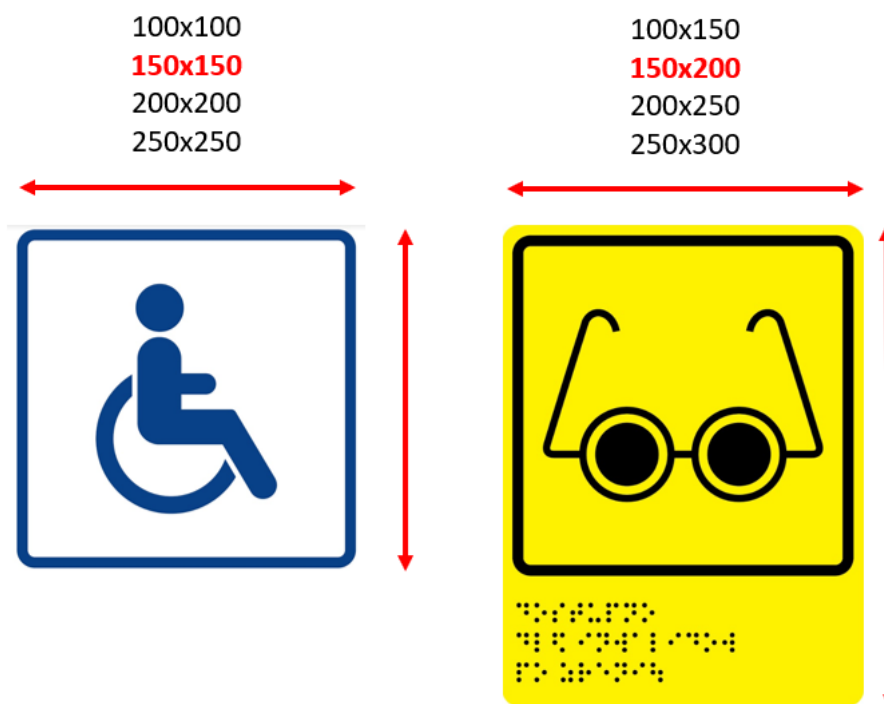 100x100
150x150
200x200
250x250
100x150
150x200
200x250
250x300
⠙⠕⠎⠞⠥⠏⠝⠕
⠙⠇⠫ ⠊⠝⠺⠁⠇⠊⠙⠕⠺
⠏⠕ ⠵⠗⠑⠝⠊⠳